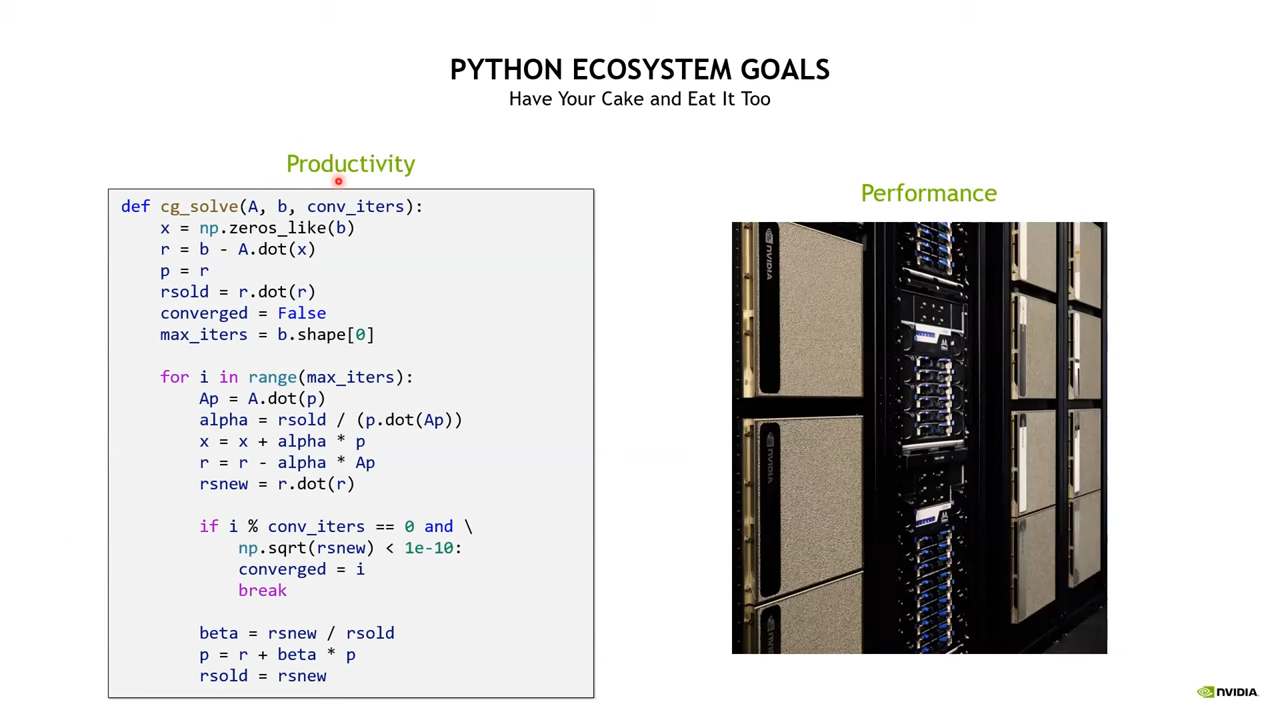 PYTHON ECOSYSTEM GOALS
Have Your Cake and Eat It Too
Productivity
def cg_solve(A, b, conv_iters):
    x = np.zeros_like(b)
    r = b - A.dot(x)
    p = r
    rsold = r.dot(r)
    converged = False
    max_iters = b.shape[0]
    for i in range(max_iters):
        Ap = A.dot(p)
        alpha = rsold / (p.dot(Ap))
        x = x + alpha * p
        r = r - alpha * Ap
        rsnew = r.dot(r)
        if i % conv_iters == 0 and \
            np.sqrt(rsnew) < 1e-10:
            converged = i
            break
        beta = rsnew / rsold
        p = r + beta * p
        rsold = rsnew
Performance
NVIDIA
NVIDIA
NVIDIA.